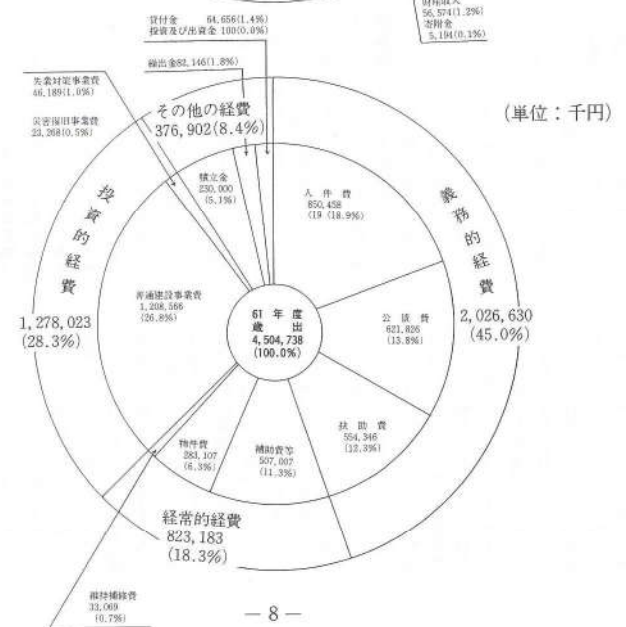 貸付金 64,656(1.4%)
投資及び出資金 100(0.0%)
56,574(1.2%)
寄附金
5,194(0.1%)
繰出金82,146(1.8%)
失業対策事業費
46,189(1.0%)
災害復旧事業費
23,268(0.5%)
その他の経費
376,902(8.4%)
(単位：千円)
積立金
230,000
(5.1%)
人件費
850,458
(19 (18.9%)
投資的経費
1,278,023
(28.3%)
義務的経費
2,026,630
(45.0%)
普通建設事業費
1,208,566
(26.8%)
61年度
歳出
4,504,738
(100.0%)
公債費
621,826
(13.8%)
扶助費
554,346
(12.3%)
物件費
283,107
(6.3%)
補助費等
507,007
(11.3%)
経常的経費
823,183
(18.3%)
維持補修費
33,069
(0.7%)
— 8 —